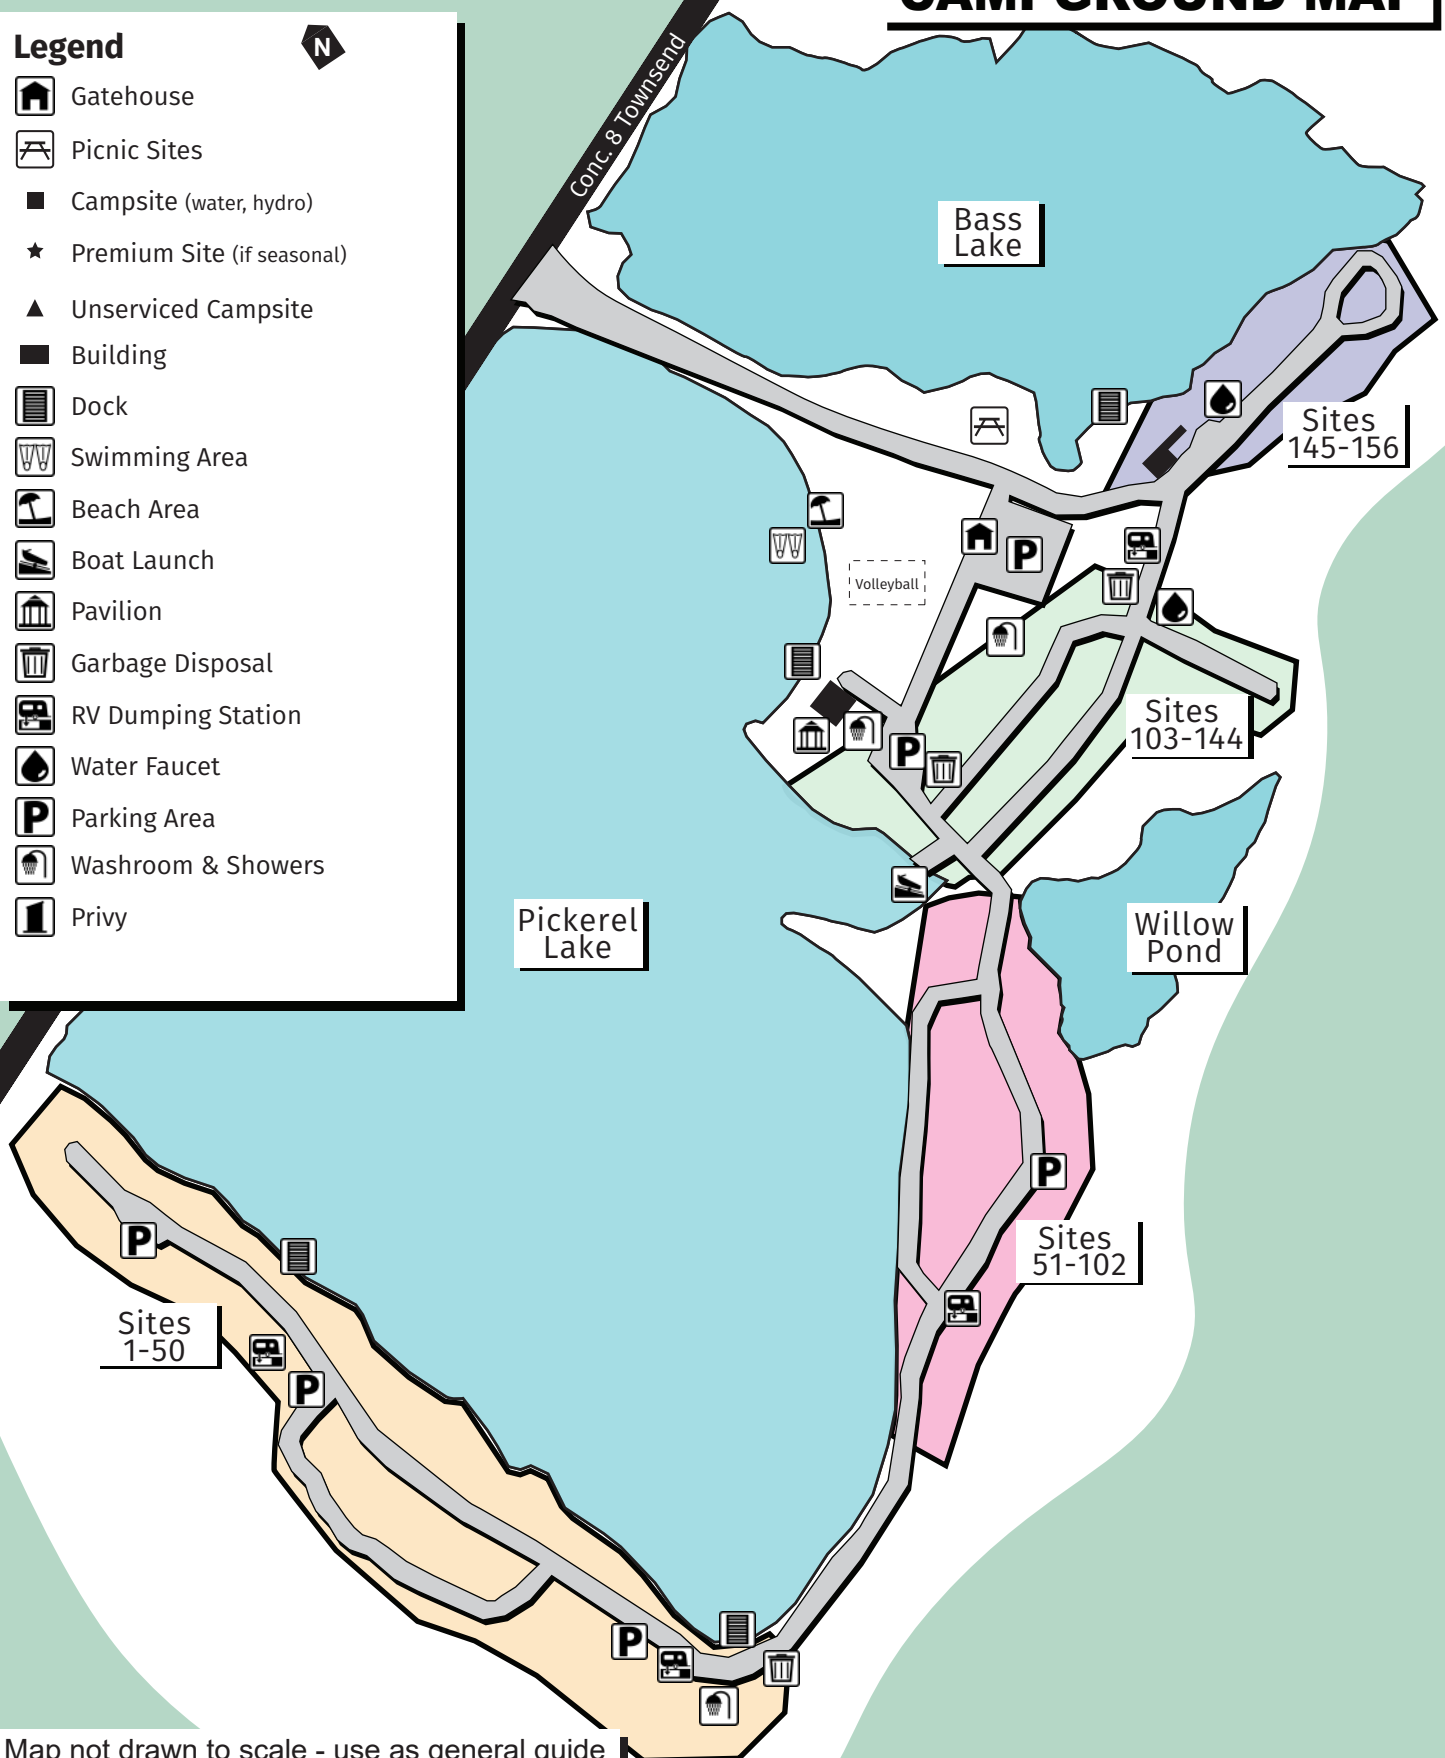 CAMPGROUND MAP
Legend
N
Gatehouse
Picnic Sites
Campsite (water, hydro)
Premium Site (if seasonal)
Unserviced Campsite
Building
Dock
Swimming Area
Beach Area
Boat Launch
Pavilion
Garbage Disposal
RV Dumping Station
Water Faucet
P
Parking Area
Washroom & Showers
Privy
Conc. 8 Townsend
Bass
Lake
Sites
145-156
P
Volleyball
Sites
103-144
P
Pickerel
Lake
Willow
Pond
P
Sites
51-102
P
Sites
1-50
P
P
Map not drawn to scale - use as general guide